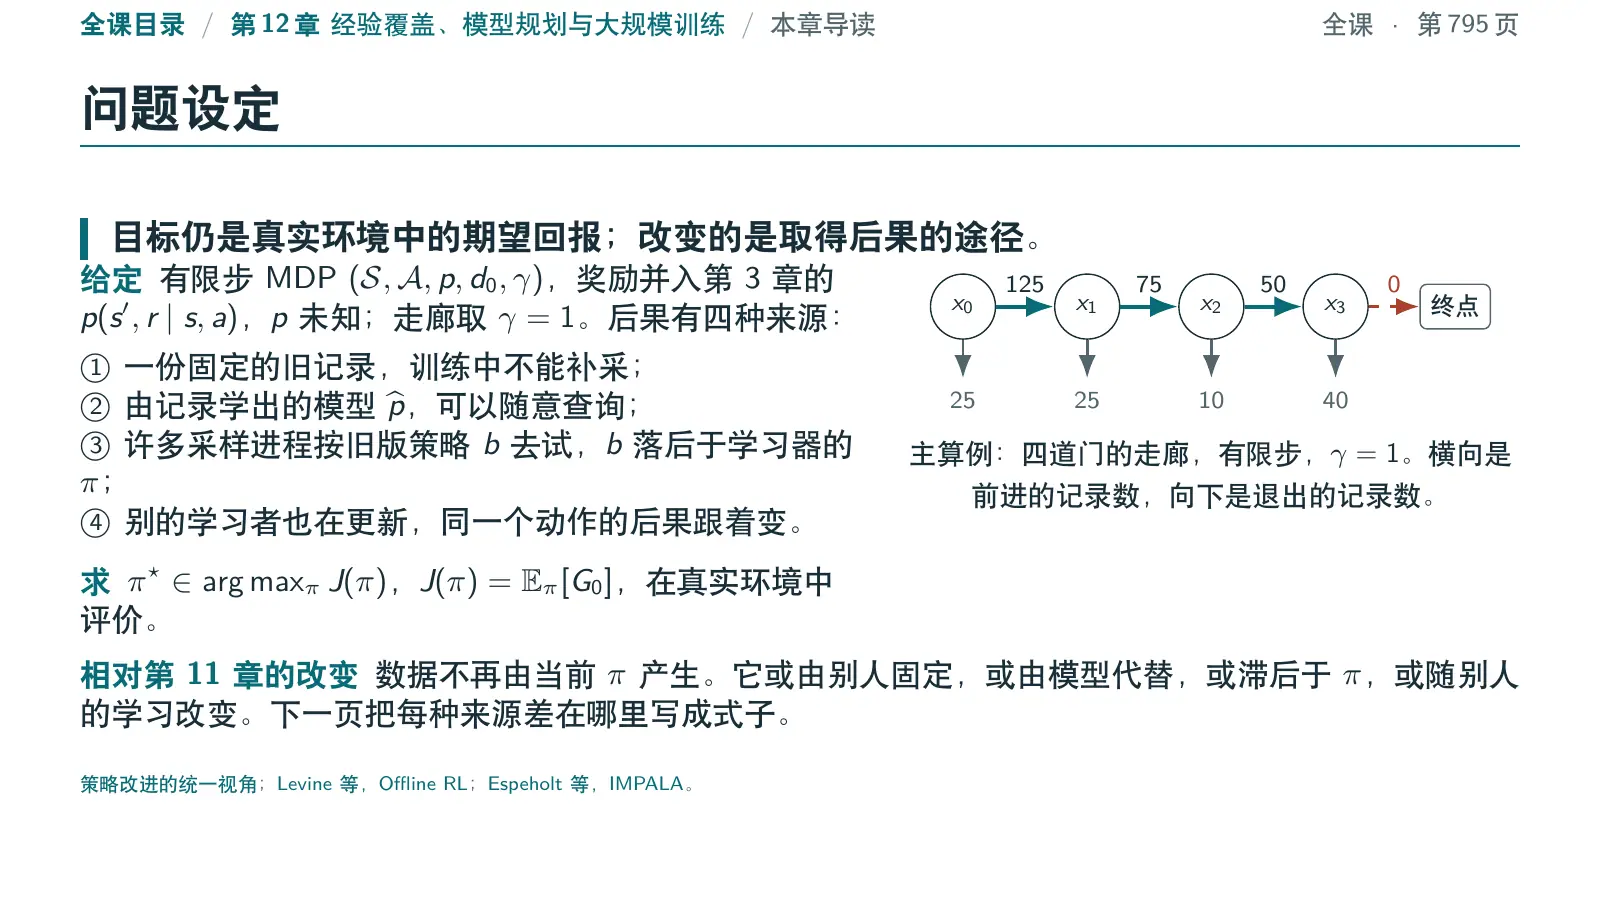 全课目录 / 第 12 章 经验覆盖、模型规划与大规模训练 / 本章导读
全课 · 第 795 页
问题设定
目标仍是真实环境中的期望回报；改变的是取得后果的途径。
给定 有限步 MDP (𝒮, 𝒜, p, d₀, γ)，奖励并入第 3 章的
p(s′, r | s, a)，p 未知；走廊取 γ = 1。后果有四种来源：
① 一份固定的旧记录，训练中不能补采；
② 由记录学出的模型 p̂，可以随意查询；
③ 许多采样进程按旧版策略 b 去试，b 落后于学习器的
π；
④ 别的学习者也在更新，同一个动作的后果跟着变。
求 π⋆ ∈ arg maxπ J(π)，J(π) = 𝔼π[G₀]，在真实环境中
评价。
125 75 50 0
x₀ x₁ x₂ x₃ 终点
25 25 10 40
主算例：四道门的走廊，有限步，γ = 1。横向是
前进的记录数，向下是退出的记录数。
相对第 11 章的改变 数据不再由当前 π 产生。它或由别人固定，或由模型代替，或滞后于 π，或随别人
的学习改变。下一页把每种来源差在哪里写成式子。
策略改进的统一视角；Levine 等，Offline RL；Espeholt 等，IMPALA。